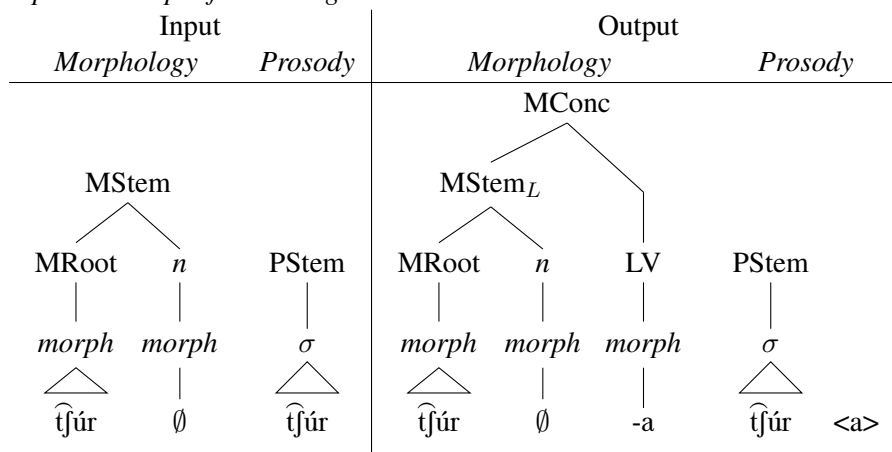 Input Output
Morphology Prosody Morphology Prosody
MConc
MStem MStem_L
MRoot n PStem MRoot n LV PStem
morph morph σ morph morph morph σ
t͡ʃúr ∅ t͡ʃúr t͡ʃúr ∅ -a t͡ʃúr <a>